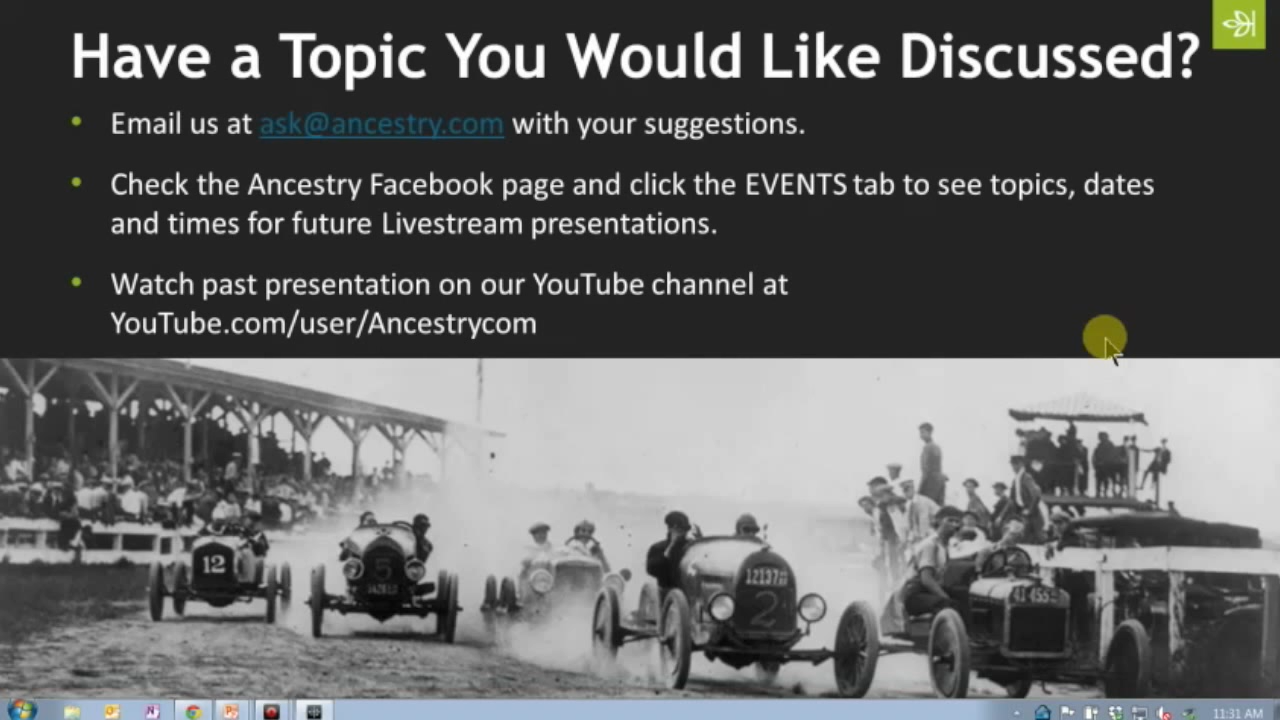 Have a Topic You Would Like Discussed?
• Email us at ask@ancestry.com with your suggestions.
• Check the Ancestry Facebook page and click the EVENTS tab to see topics, dates
and times for future Livestream presentations.
• Watch past presentation on our YouTube channel at
YouTube.com/user/Ancestrycom
12
5
12137
2
11:31 AM